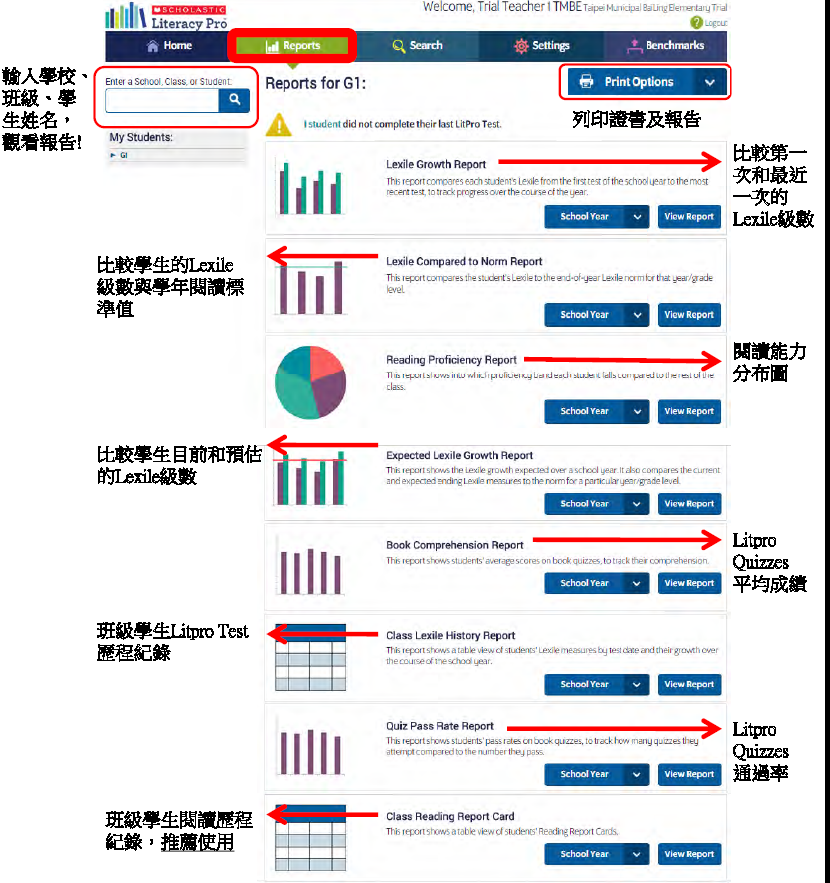 SCHOLASTIC
Literacy Pro
Welcome, Trial Teacher 1 TMBE Taipei Municipal BaiLing Elementary Trial
? Logout
Home
Reports
Search
Settings
Benchmarks
輸入學校、
班級、學
生姓名，
觀看報告!
Enter a School, Class, or Student:
My Students:
G1
Reports for G1:
Print Options
列印證書及報告
1 student did not complete their last LitPro Test.
Lexile Growth Report
This report compares each student's Lexile from the first test of the school year to the most
recent test, to track progress over the course of the year.
School Year
View Report
比較第一
次和最近
一次的
Lexile級數
比較學生的Lexile
級數與學年閱讀標
準值
Lexile Compared to Norm Report
This report compares the student's Lexile to the end-of-year Lexile norm for that year/grade
level.
School Year
View Report
Reading Proficiency Report
This report shows into which proficiency band each student falls compared to the rest of the
class.
School Year
View Report
閱讀能力
分布圖
比較學生目前和預估
的Lexile級數
Expected Lexile Growth Report
This report shows the Lexile growth expected over a school year. It also compares the current
and expected ending Lexile measures to the norm for a particular year/grade level.
School Year
View Report
Book Comprehension Report
This report shows students' average scores on book quizzes, to track their comprehension.
School Year
View Report
Litpro
Quizzes
平均成績
班級學生Litpro Test
歷程紀錄
Class Lexile History Report
This report shows a table view of students' Lexile measures by test date and their growth over
the course of the school year.
School Year
View Report
Quiz Pass Rate Report
This report shows students' pass rates on book quizzes, to track how many quizzes they
attempt compared to the number they pass.
School Year
View Report
Litpro
Quizzes
通過率
班級學生閱讀歷程
紀錄，推薦使用
Class Reading Report Card
This report shows a table view of students' Reading Report Cards.
School Year
View Report